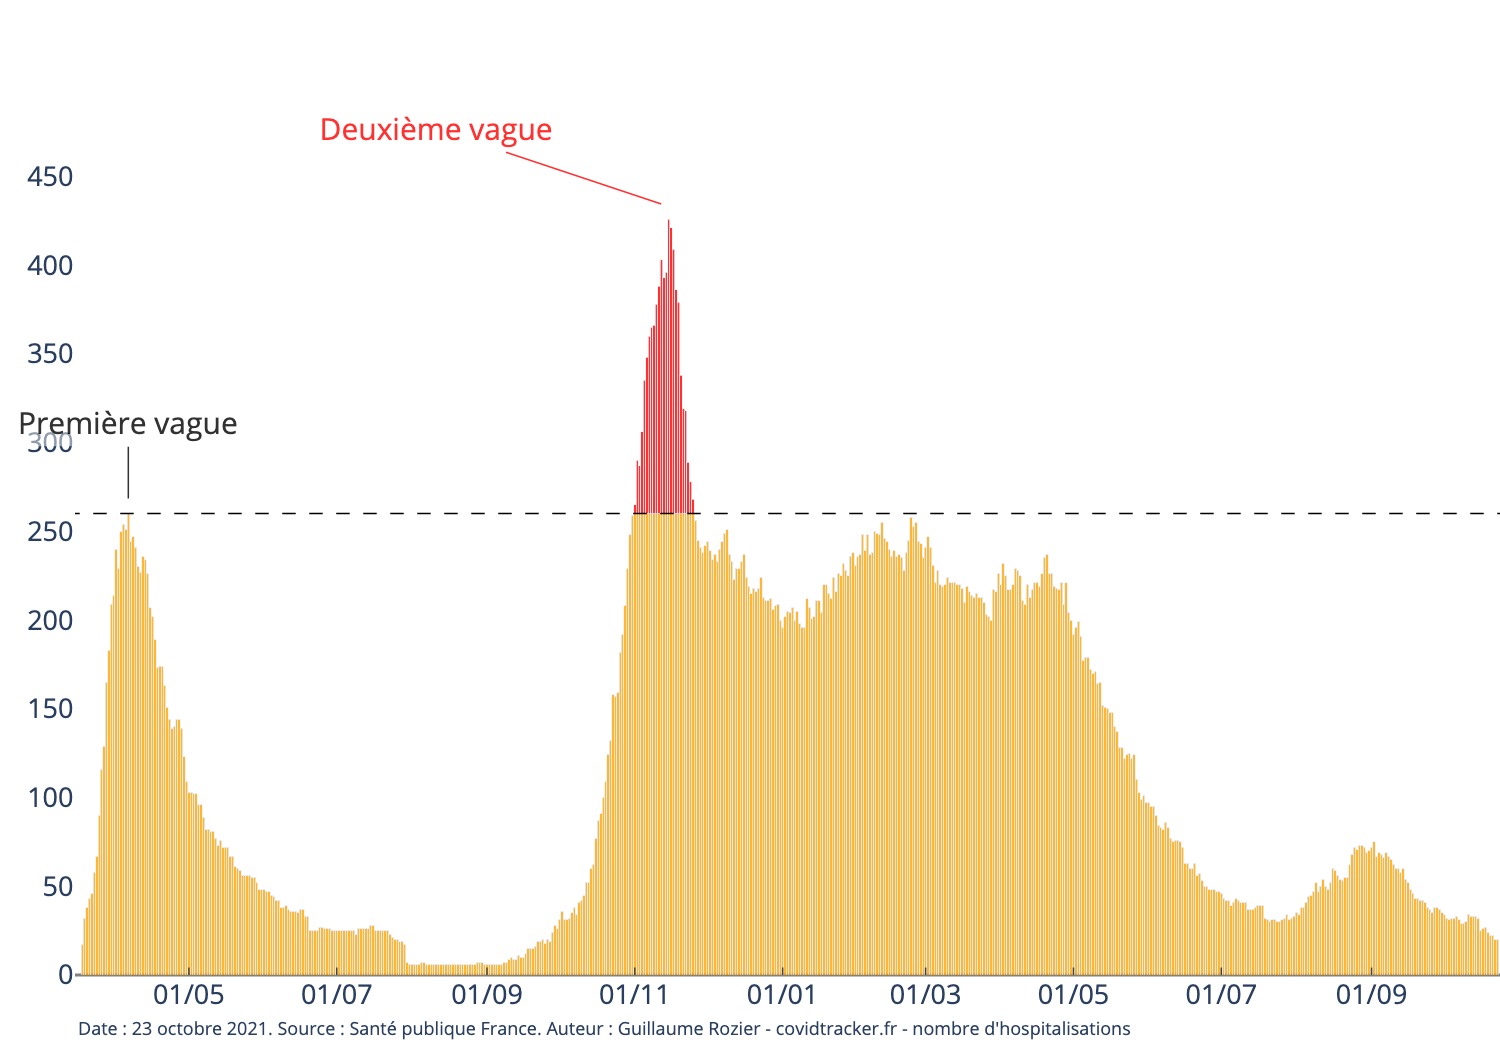 Deuxième vague
450
400
350
Première vague
300
250
200
150
100
50
0
01/05 01/07 01/09 01/11 01/01 01/03 01/05 01/07 01/09
Date : 23 octobre 2021. Source : Santé publique France. Auteur : Guillaume Rozier - covidtracker.fr - nombre d'hospitalisations